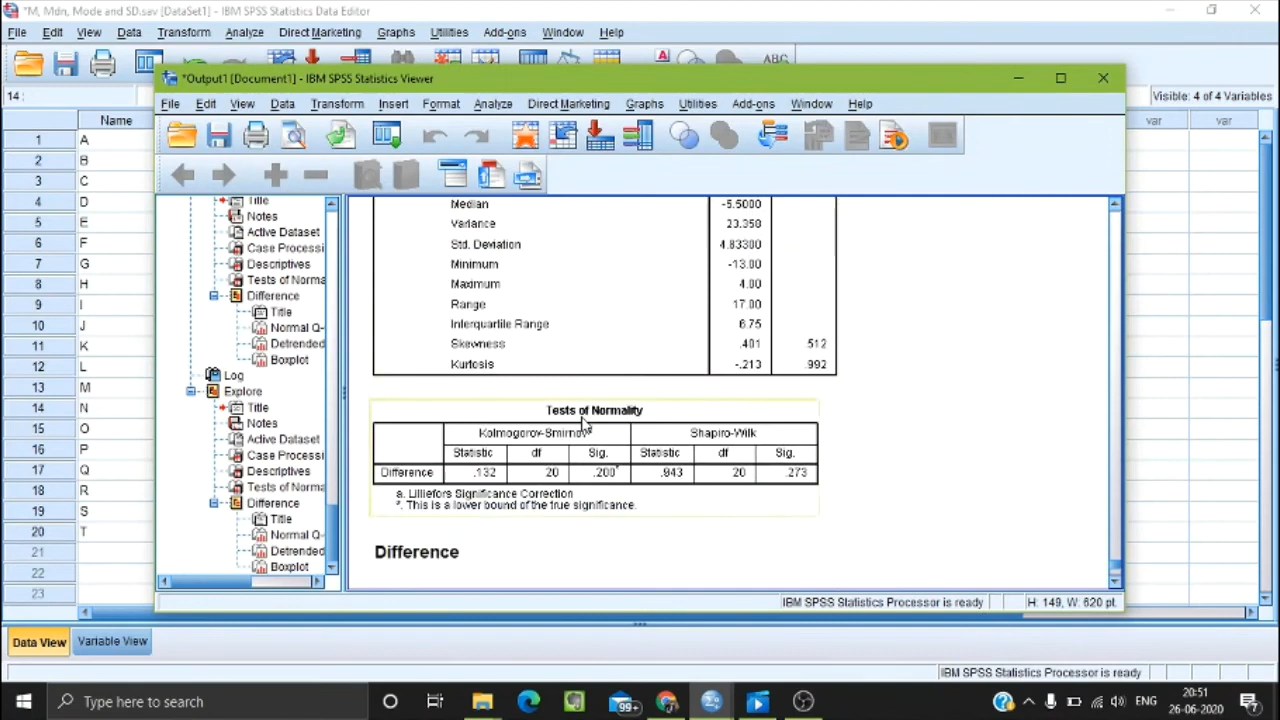 *M, Mdn, Mode and SD.sav [DataSet1] - IBM SPSS Statistics Data Editor
File Edit View Data Transform Analyze Direct Marketing Graphs Utilities Add-ons Window Help
14 :
Visible: 4 of 4 Variables
Name var var
1 A
2 B
3 C
4 D
5 E
6 F
7 G
8 H
9 I
10 J
11 K
12 L
13 M
14 N
15 O
16 P
17 Q
18 R
19 S
20 T
21
22
23
*Output1 [Document1] - IBM SPSS Statistics Viewer
File Edit View Data Transform Insert Format Analyze Direct Marketing Graphs Utilities Add-ons Window Help
Title
Notes
Active Dataset
Case Processi
Descriptives
Tests of Norma
Difference
Title
Normal Q-
Detrended
Boxplot
Log
Explore
Title
Notes
Active Dataset
Case Processi
Descriptives
Tests of Norma
Difference
Title
Normal Q-
Detrended
Boxplot
Median -5.5000
Variance 23.358
Std. Deviation 4.83300
Minimum -13.00
Maximum 4.00
Range 17.00
Interquartile Range 6.75
Skewness .401 .512
Kurtosis -.213 .992
Tests of Normality
Kolmogorov-Smirnov Shapiro-Wilk
Statistic df Sig. Statistic df Sig.
Difference .132 20 .200* .943 20 .273
a. Lilliefors Significance Correction
*. This is a lower bound of the true significance.
Difference
IBM SPSS Statistics Processor is ready H: 149, W: 620 pt.
Data View Variable View
IBM SPSS Statistics Processor is ready
Type here to search
99+
ENG
20:51
26-06-2020
7